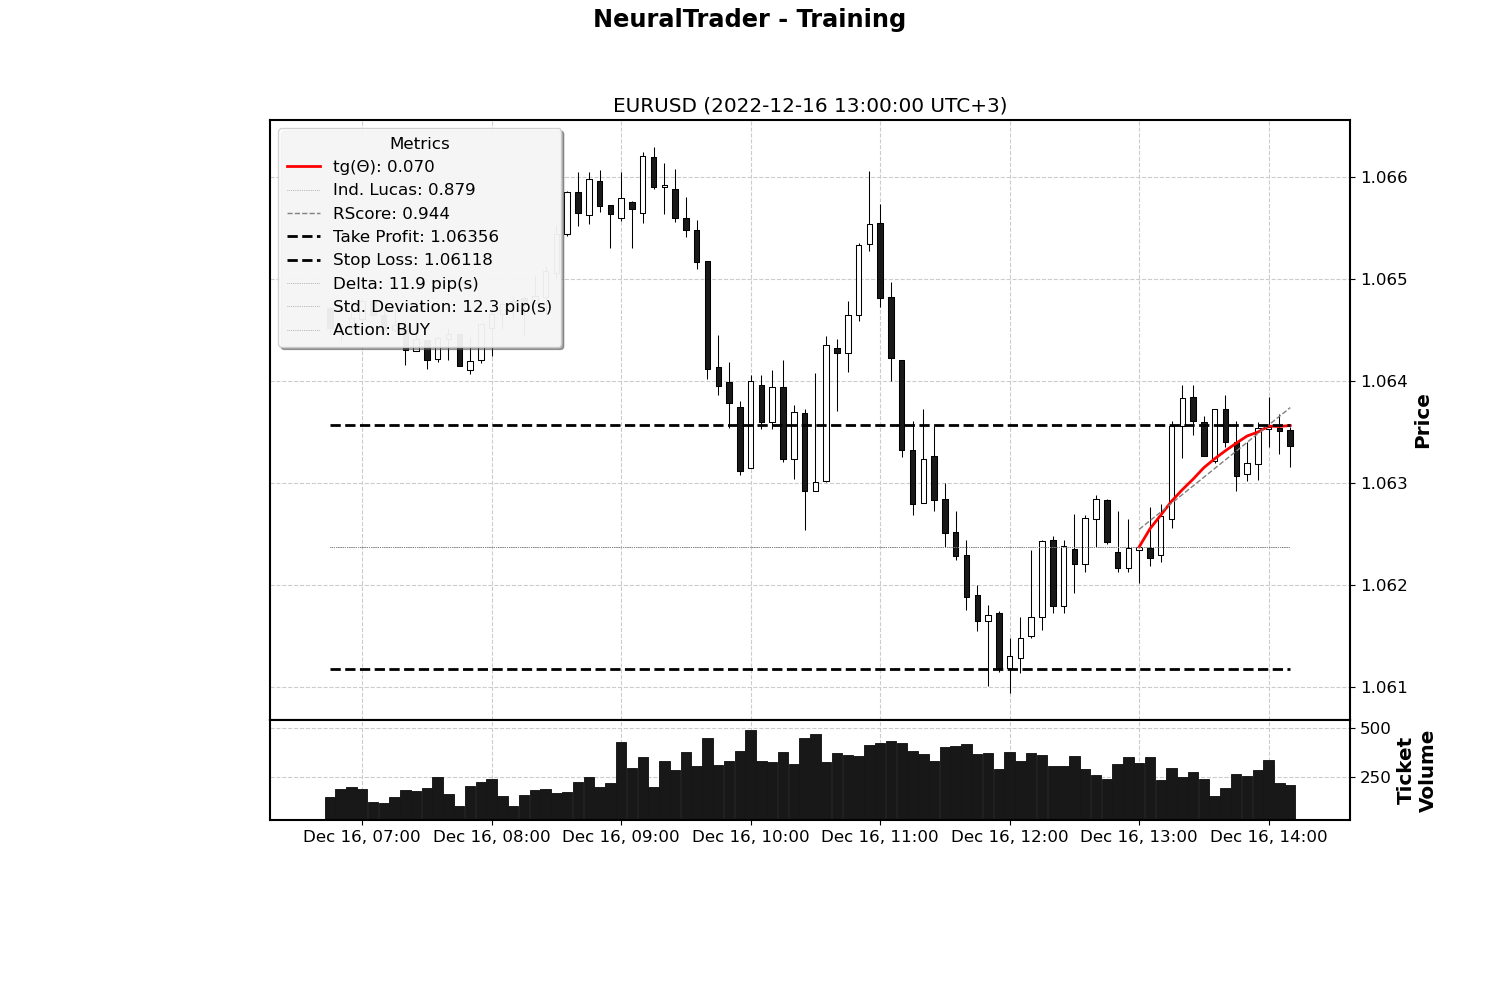 NeuralTrader - Training
EURUSD (2022-12-16 13:00:00 UTC+3)
Metrics
tg(Θ): 0.070
Ind. Lucas: 0.879
RScore: 0.944
Take Profit: 1.06356
Stop Loss: 1.06118
Delta: 11.9 pip(s)
Std. Deviation: 12.3 pip(s)
Action: BUY
1.066
1.065
1.064
1.063
1.062
1.061
Price
500
250
Ticket
Volume
Dec 16, 07:00
Dec 16, 08:00
Dec 16, 09:00
Dec 16, 10:00
Dec 16, 11:00
Dec 16, 12:00
Dec 16, 13:00
Dec 16, 14:00